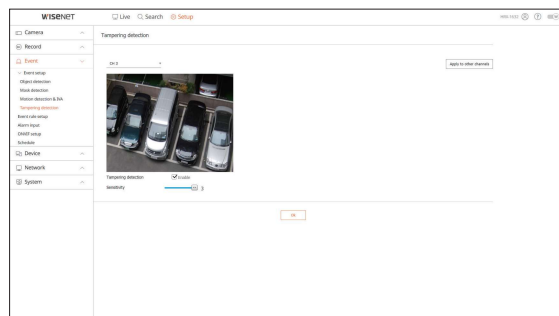 WISENET Live Search Setup
Camera
Tampering detection
Record
Event
Event setup
Apply to other channels
Object detection
Mask detection
Motion detection & IVA
Tampering detection
Event rule setup
Alarm input
ONVIF setup
Schedule
Device
Network
System
Tampering detection Enable
Sensitivity 3
OK